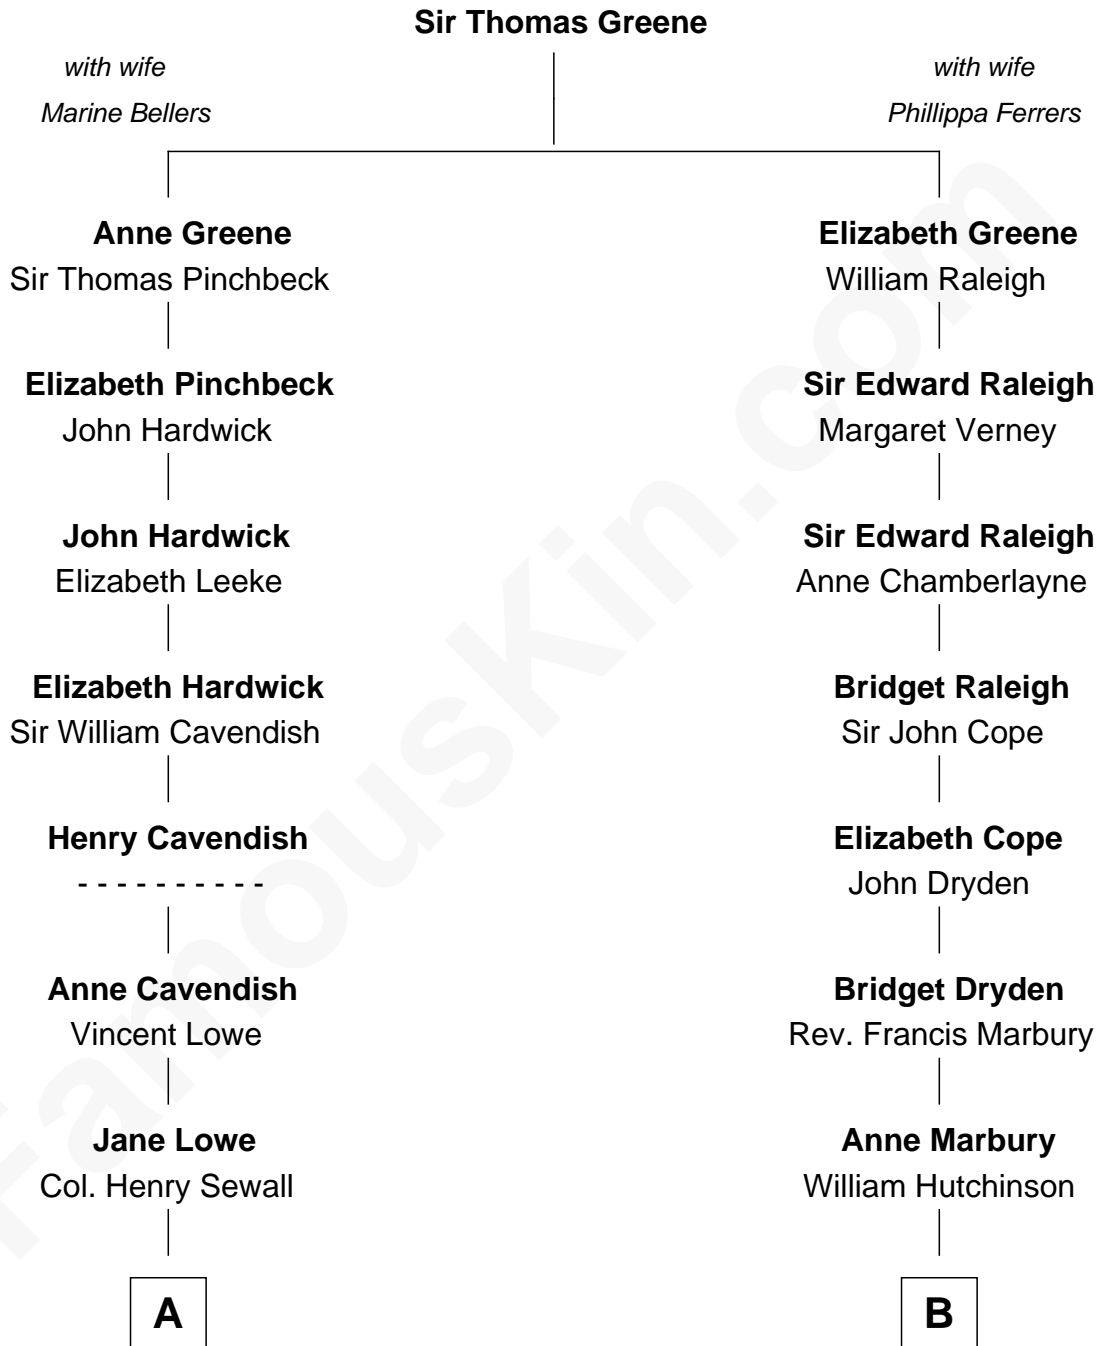 Sir Thomas Greene
with wife
Marine Bellers
with wife
Phillippa Ferrers
Anne Greene
Sir Thomas Pinchbeck
Elizabeth Greene
William Raleigh
Elizabeth Pinchbeck
John Hardwick
Sir Edward Raleigh
Margaret Verney
John Hardwick
Elizabeth Leeke
Sir Edward Raleigh
Anne Chamberlayne
Elizabeth Hardwick
Sir William Cavendish
Bridget Raleigh
Sir John Cope
Henry Cavendish
- - - - - - - - - -
Elizabeth Cope
John Dryden
Anne Cavendish
Vincent Lowe
Bridget Dryden
Rev. Francis Marbury
Jane Lowe
Col. Henry Sewall
Anne Marbury
William Hutchinson
A
B
FamousKin.com